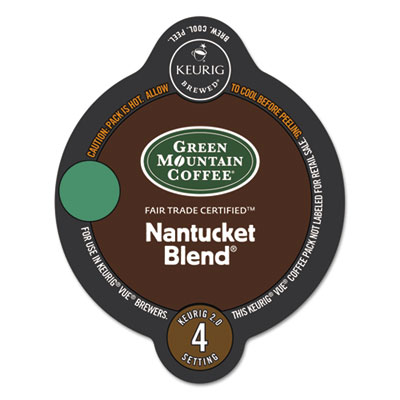 BREW. COOL. PEEL.
KEURIG
BREWED®
CAUTION: PACK IS HOT. ALLOW TO COOL BEFORE PEELING.
GREEN
MOUNTAIN
COFFEE®
FAIR TRADE CERTIFIED™
Nantucket
Blend®
FOR USE IN KEURIG® VUE® BREWERS.
THIS KEURIG® VUE® COFFEE PACK NOT LABELED FOR RETAIL SALE.
KEURIG 2.0
4
SETTING